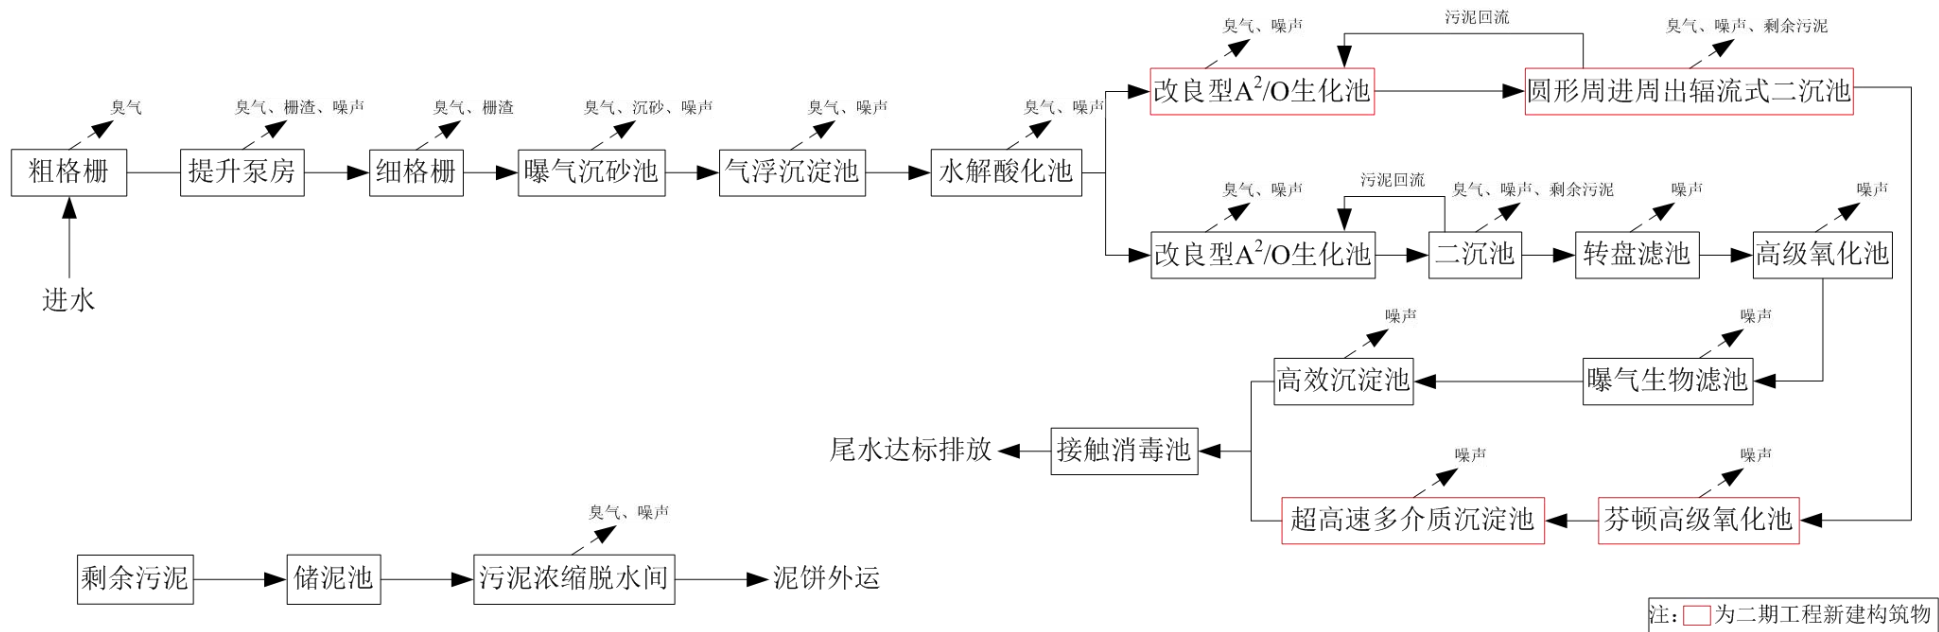 污泥回流
臭气、噪声
臭气、噪声、剩余污泥
改良型A²/O生化池
圆形周进周出辐流式二沉池
臭气
臭气、栅渣、噪声
臭气、栅渣
臭气、沉砂、噪声
臭气、噪声
臭气、噪声
粗格栅
提升泵房
细格栅
曝气沉砂池
气浮沉淀池
水解酸化池
污泥回流
臭气、噪声
臭气、噪声、剩余污泥
噪声
噪声
改良型A²/O生化池
二沉池
转盘滤池
高级氧化池
进水
噪声
噪声
高效沉淀池
曝气生物滤池
尾水达标排放
接触消毒池
噪声
噪声
超高速多介质沉淀池
芬顿高级氧化池
臭气、噪声
剩余污泥
储泥池
污泥浓缩脱水间
泥饼外运
注：为二期工程新建构筑物